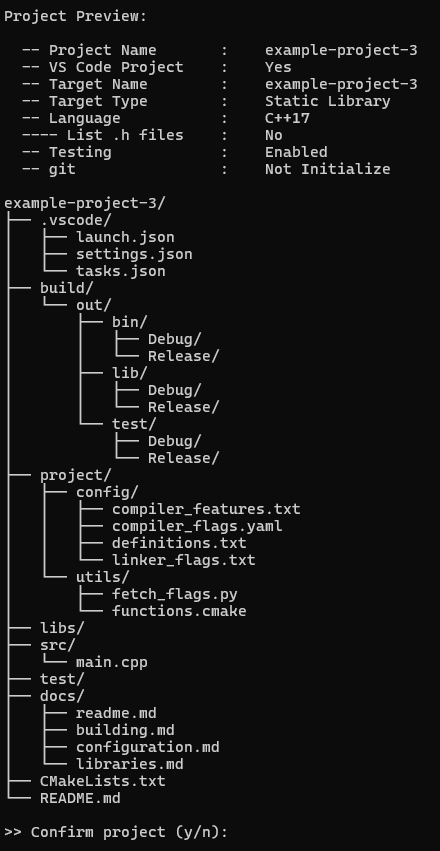 Project Preview:

  -- Project Name       :    example-project-3
  -- VS Code Project    :    Yes
  -- Target Name        :    example-project-3
  -- Target Type        :    Static Library
  -- Language           :    C++17
  ---- List .h files    :    No
  -- Testing            :    Enabled
  -- git                :    Not Initialize

example-project-3/
├── .vscode/
│   ├── launch.json
│   ├── settings.json
│   └── tasks.json
├── build/
│   └── out/
│       ├── bin/
│       │   ├── Debug/
│       │   └── Release/
│       ├── lib/
│       │   ├── Debug/
│       │   └── Release/
│       └── test/
│           ├── Debug/
│           └── Release/
├── project/
│   ├── config/
│   │   ├── compiler_features.txt
│   │   ├── compiler_flags.yaml
│   │   ├── definitions.txt
│   │   └── linker_flags.txt
│   └── utils/
│       ├── fetch_flags.py
│       └── functions.cmake
├── libs/
├── src/
│   └── main.cpp
├── test/
├── docs/
│   ├── readme.md
│   ├── building.md
│   ├── configuration.md
│   └── libraries.md
├── CMakeLists.txt
└── README.md

>> Confirm project (y/n):